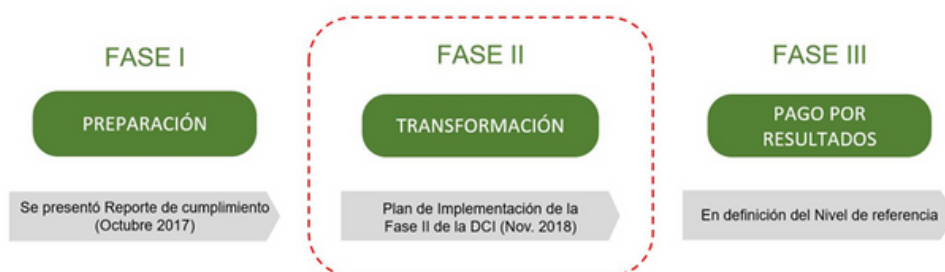 FASE I
FASE II
FASE III
PREPARACIÓN
TRANSFORMACIÓN
PAGO POR
RESULTADOS
Se presentó Reporte de cumplimiento
(Octubre 2017)
Plan de Implementación de la
Fase II de la DCI (Nov. 2018)
En definición del Nivel de referencia